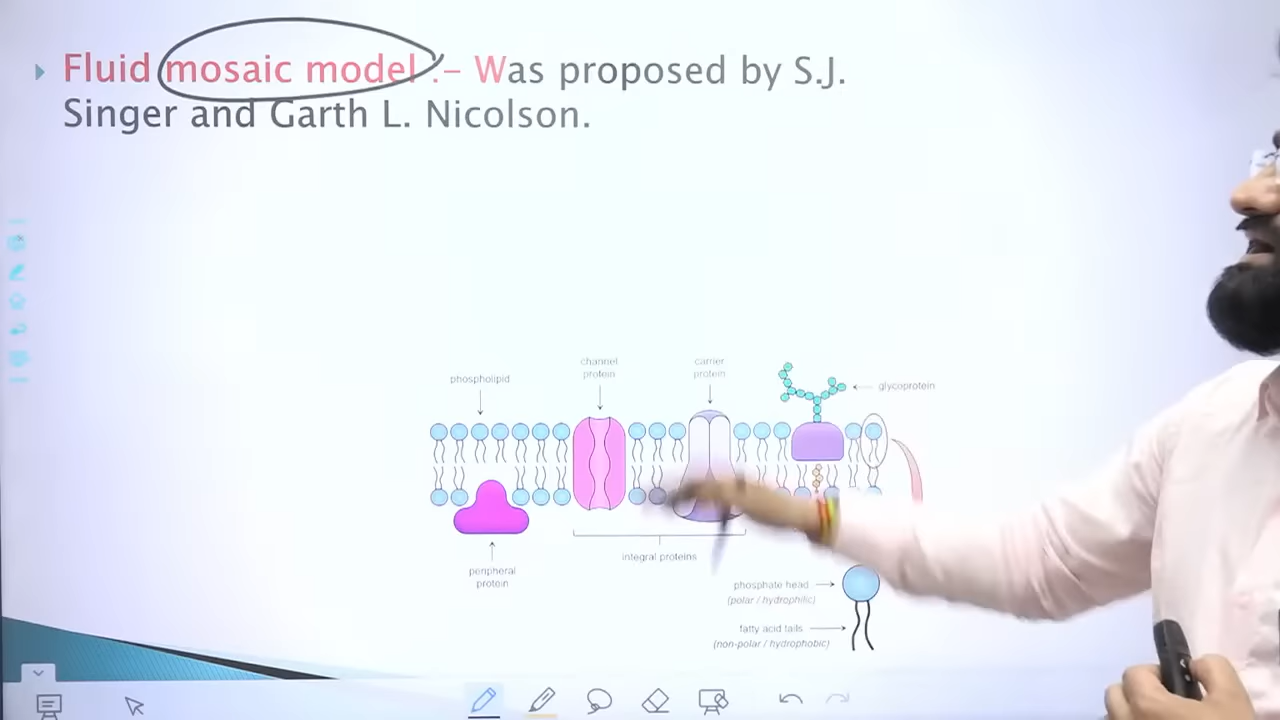 Fluid mosaic model :- Was proposed by S.J.
Singer and Garth L. Nicolson.
channel
protein
carrier
protein
phospholipid
glycoprotein
integral proteins
peripheral
protein
phosphate head
(polar / hydrophilic)
fatty acid tails
(non-polar / hydrophobic)